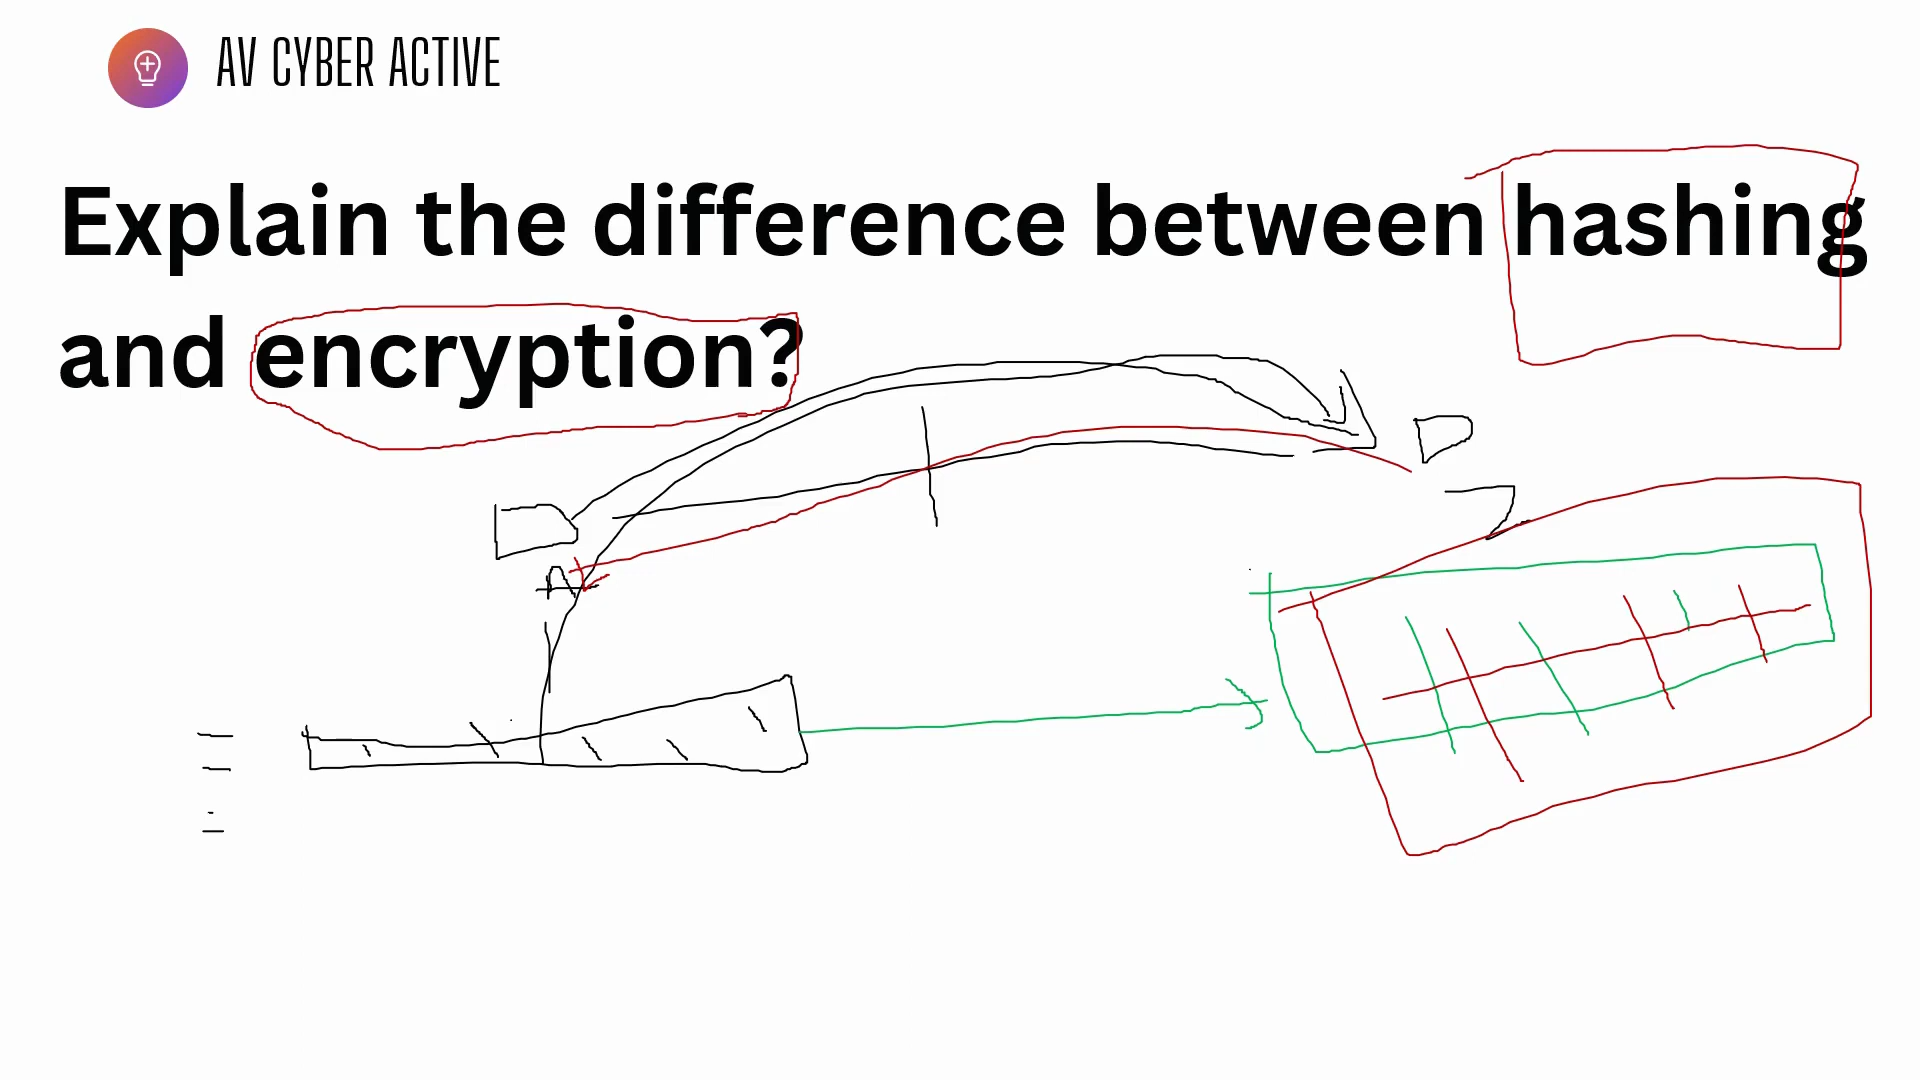 AV CYBER ACTIVE
Explain the difference between hashing
and encryption?